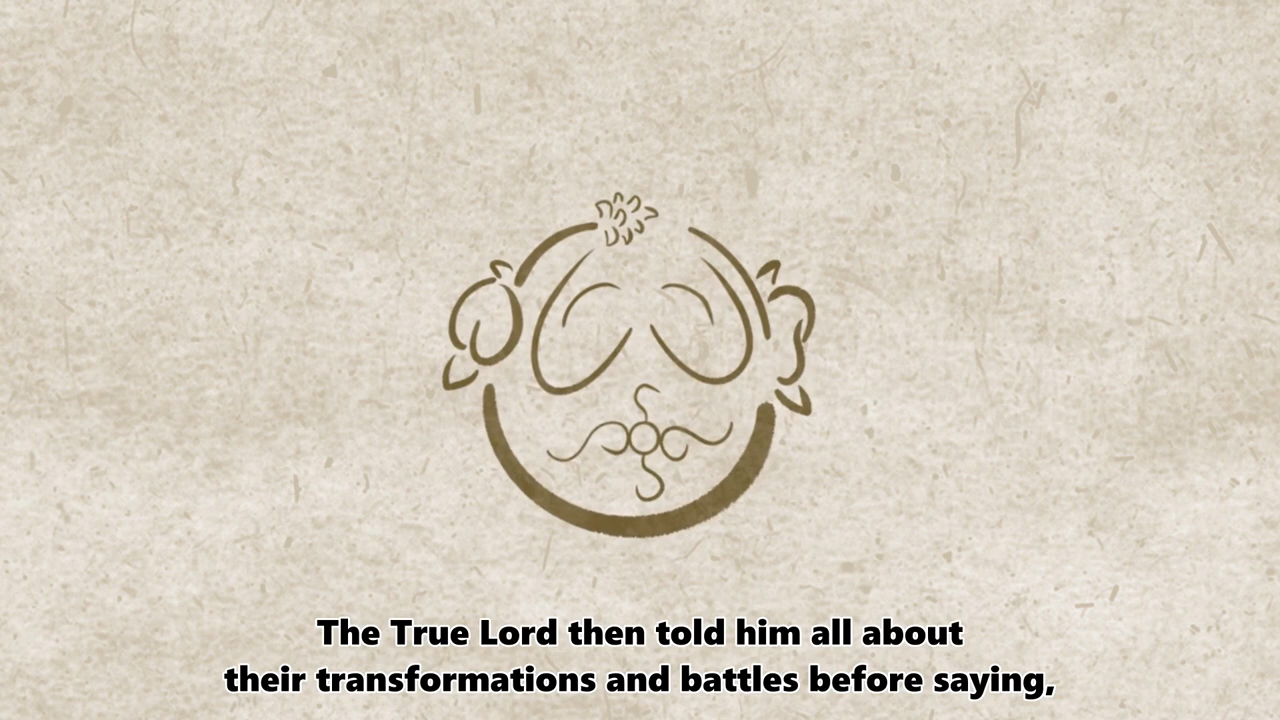 The True Lord then told him all about
their transformations and battles before saying,